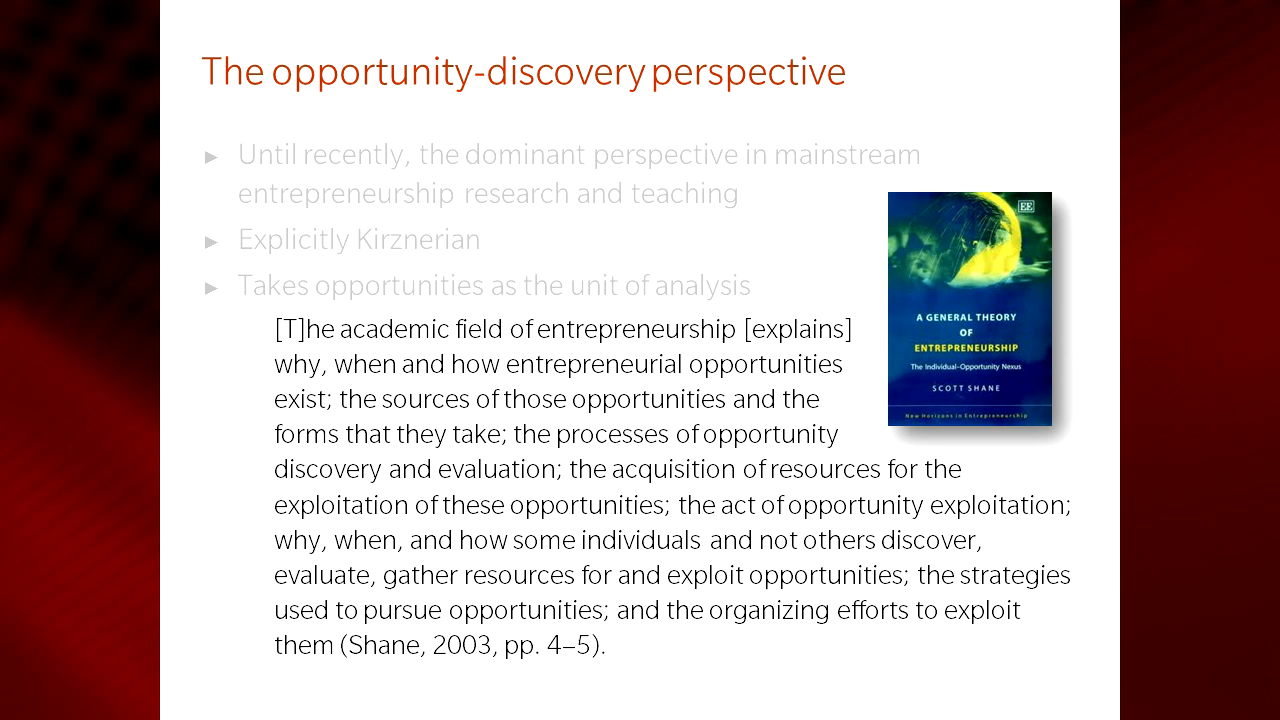 The opportunity-discovery perspective
► Until recently, the dominant perspective in mainstream
entrepreneurship research and teaching
► Explicitly Kirznerian
► Takes opportunities as the unit of analysis
[T]he academic field of entrepreneurship [explains]
why, when and how entrepreneurial opportunities
exist; the sources of those opportunities and the
forms that they take; the processes of opportunity
discovery and evaluation; the acquisition of resources for the
exploitation of these opportunities; the act of opportunity exploitation;
why, when, and how some individuals and not others discover,
evaluate, gather resources for and exploit opportunities; the strategies
used to pursue opportunities; and the organizing efforts to exploit
them (Shane, 2003, pp. 4–5).
EE
A GENERAL THEORY
OF
ENTREPRENEURSHIP
The Individual–Opportunity Nexus
SCOTT SHANE
New Horizons in Entrepreneurship